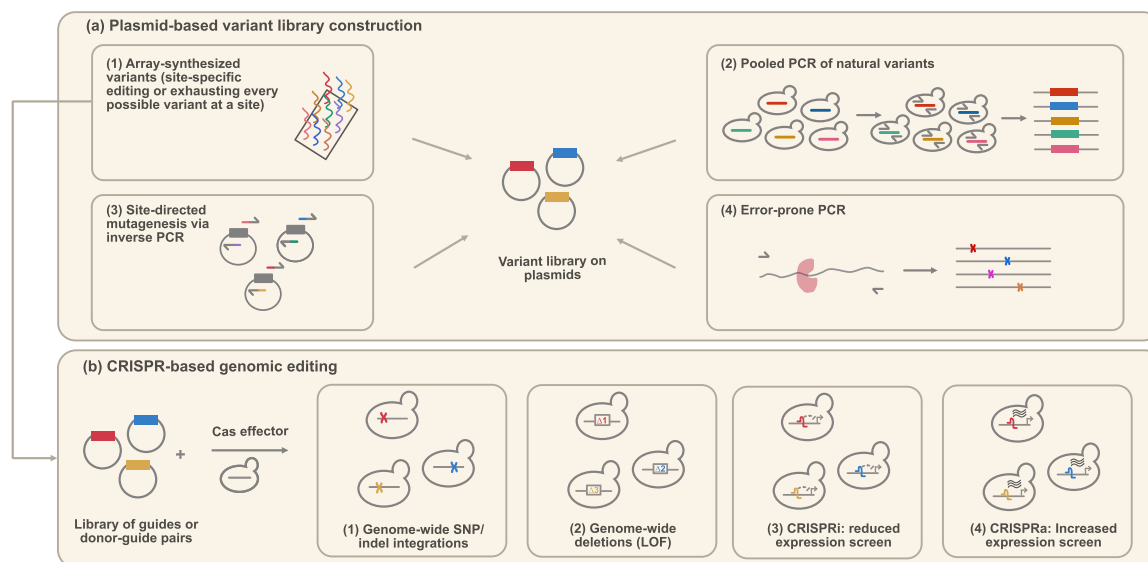 (a) Plasmid-based variant library construction
(1) Array-synthesized
variants (site-specific
editing or exhausting every
possible variant at a site)
(2) Pooled PCR of natural variants
(3) Site-directed
mutagenesis via
inverse PCR
Variant library on
plasmids
(4) Error-prone PCR
(b) CRISPR-based genomic editing
Library of guides or
donor-guide pairs
+
Cas effector
(1) Genome-wide SNP/
indel integrations
Δ1
Δ2
Δ3
(2) Genome-wide
deletions (LOF)
(3) CRISPRi: reduced
expression screen
(4) CRISPRa: Increased
expression screen